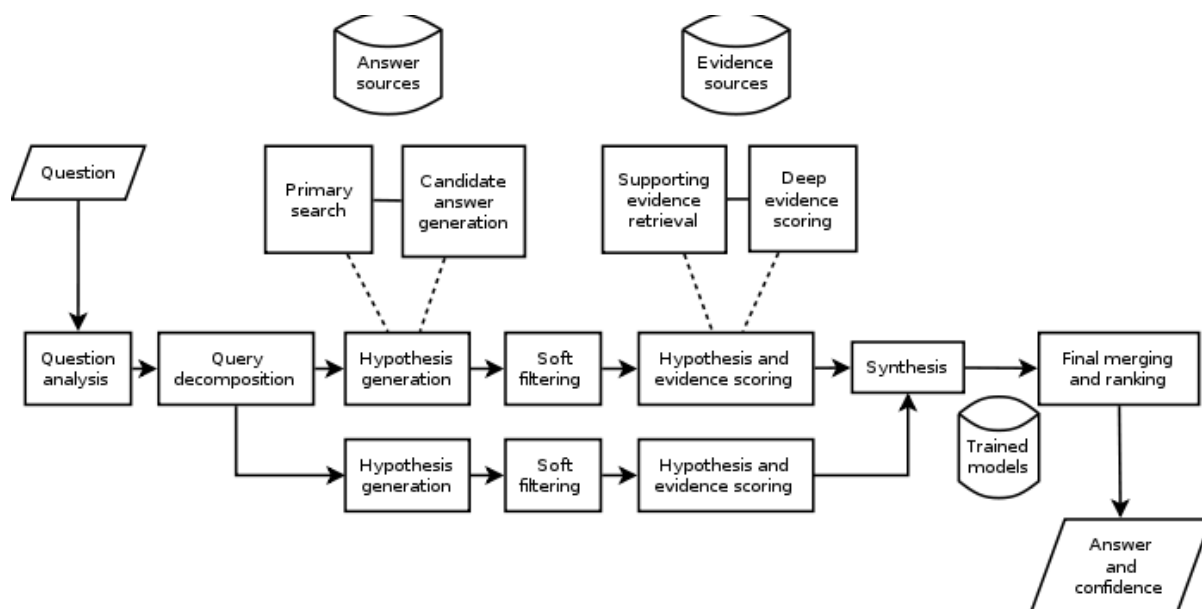 Answer
sources
Evidence
sources
Question
Primary
search
Candidate
answer
generation
Supporting
evidence
retrieval
Deep
evidence
scoring
Question
analysis
Query
decomposition
Hypothesis
generation
Soft
filtering
Hypothesis and
evidence scoring
Synthesis
Final merging
and ranking
Hypothesis
generation
Soft
filtering
Hypothesis and
evidence scoring
Trained
models
Answer
and
confidence